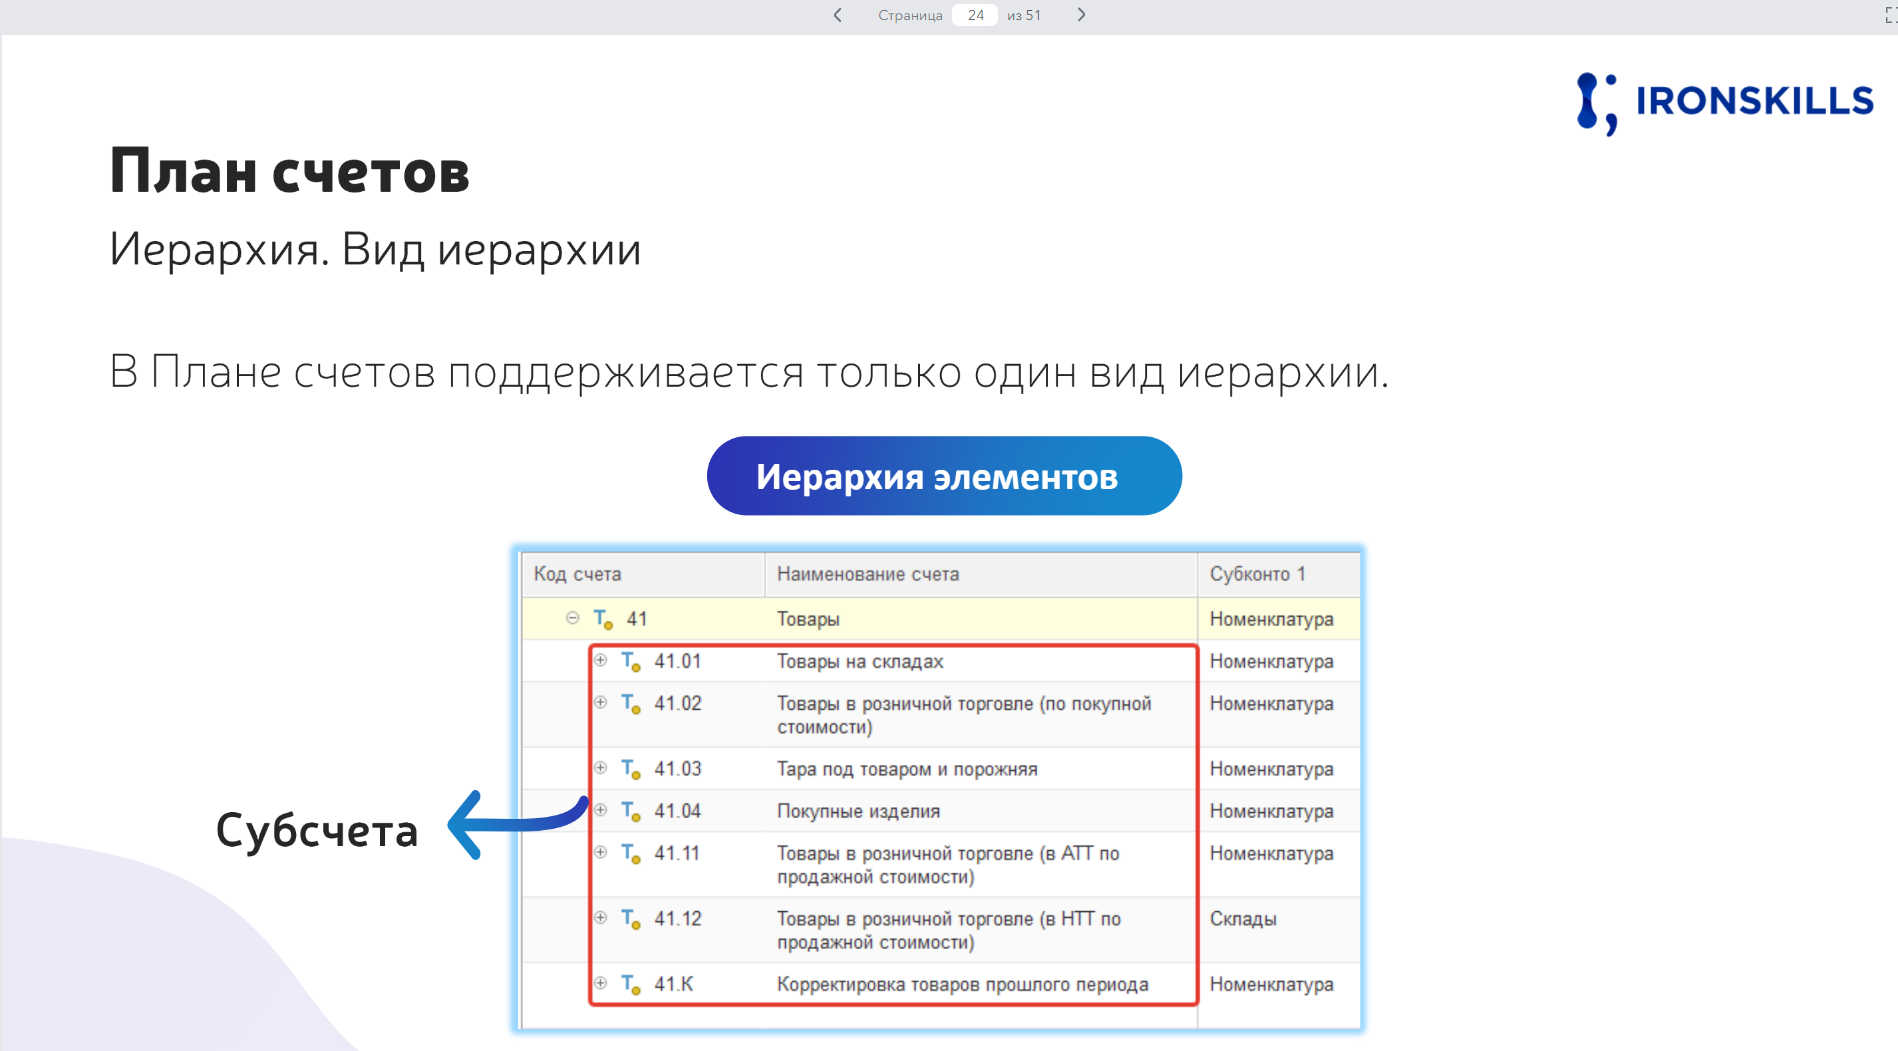 Страница 24 из 51
IRONSKILLS
План счетов
Иерархия. Вид иерархии
В Плане счетов поддерживается только один вид иерархии.
Иерархия элементов
Код счета Наименование счета Субконто 1
41 Товары Номенклатура
41.01 Товары на складах Номенклатура
41.02 Товары в розничной торговле (по покупной Номенклатура
стоимости)
41.03 Тара под товаром и порожняя Номенклатура
41.04 Покупные изделия Номенклатура
41.11 Товары в розничной торговле (в АТТ по Номенклатура
продажной стоимости)
41.12 Товары в розничной торговле (в НТТ по Склады
продажной стоимости)
41.К Корректировка товаров прошлого периода Номенклатура
Субсчета